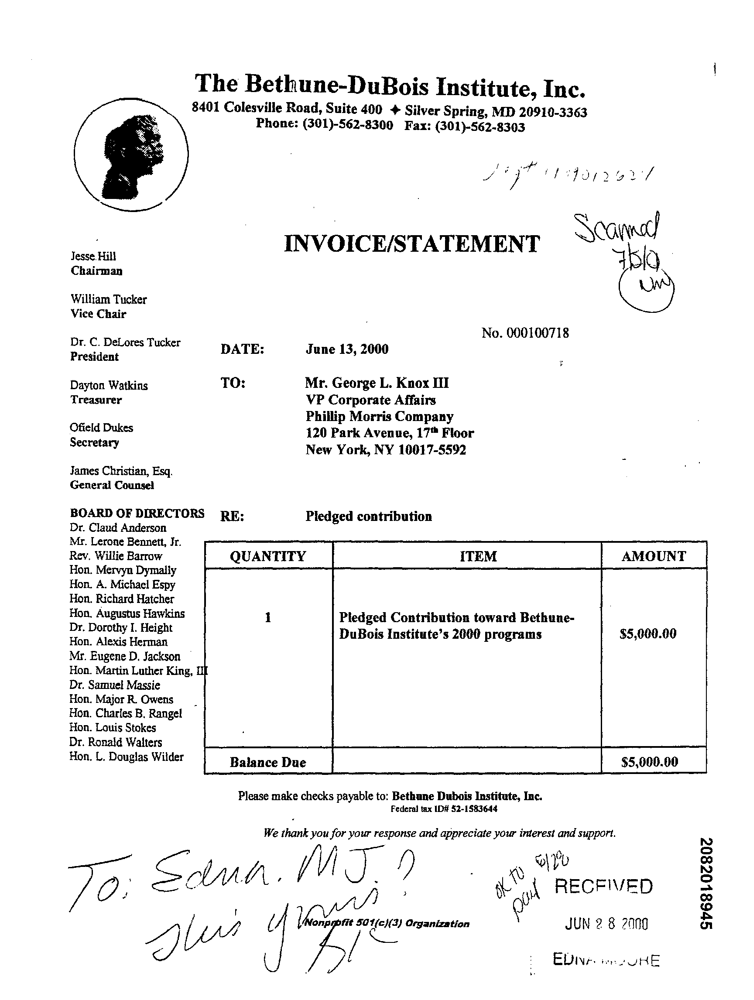 The Bethune-DuBois Institute, Inc.
8401 Colesville Road, Suite 400 ✦ Silver Spring, MD 20910-3363
Phone: (301)-562-8300 Fax: (301)-562-8303
Scanned
INVOICE/STATEMENT
Jesse Hill
Chairman
William Tucker
Vice Chair
Dr. C. DeLores Tucker
President
Dayton Watkins
Treasurer
Ofield Dukes
Secretary
James Christian, Esq.
General Counsel
BOARD OF DIRECTORS
Dr. Claud Anderson
Mr. Lerone Bennett, Jr.
Rev. Willie Barrow
Hon. Mervyn Dymally
Hon. A. Michael Espy
Hon. Richard Hatcher
Hon. Augustus Hawkins
Dr. Dorothy I. Height
Hon. Alexis Herman
Mr. Eugene D. Jackson
Hon. Martin Luther King, III
Dr. Samuel Massie
Hon. Major R. Owens
Hon. Charles B. Rangel
Hon. Louis Stokes
Dr. Ronald Walters
Hon. L. Douglas Wilder
No. 000100718
DATE: June 13, 2000
TO: Mr. George L. Knox III
VP Corporate Affairs
Phillip Morris Company
120 Park Avenue, 17th Floor
New York, NY 10017-5592
RE: Pledged contribution
QUANTITY ITEM AMOUNT
1 Pledged Contribution toward Bethune-
DuBois Institute's 2000 programs $5,000.00
Balance Due $5,000.00
Please make checks payable to: Bethune Dubois Institute, Inc.
Federal tax ID# 52-1583644
We thank you for your response and appreciate your interest and support.
To: Edna. MJ?
this yours
Nonprofit 501(c)(3) Organization
OK TO
pay
RECEIVED
JUN 28 2000
EDNA MOORE
2082018945